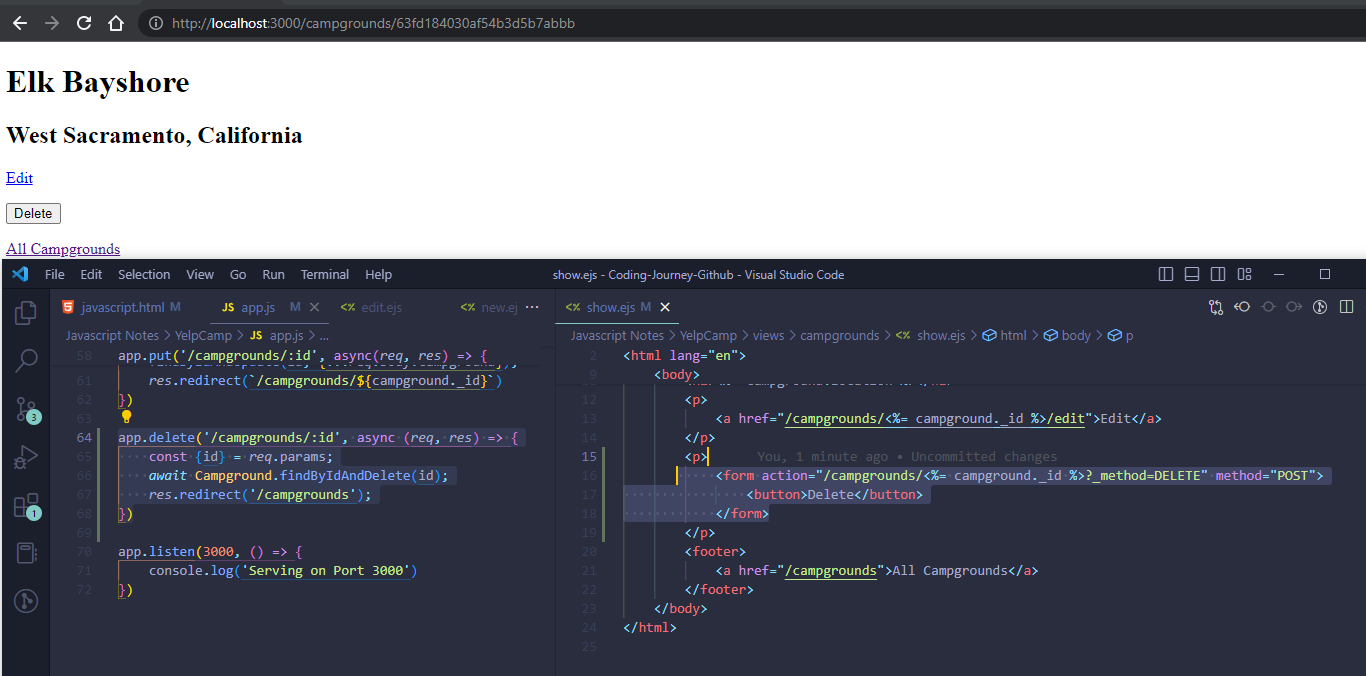 http://localhost:3000/campgrounds/63fd184030af54b3d5b7abbb
Elk Bayshore
West Sacramento, California
Edit
Delete
All Campgrounds
File Edit Selection View Go Run Terminal Help show.ejs - Coding-Journey-Github - Visual Studio Code
javascript.html M JS app.js M edit.ejs new.ej
Javascript Notes > YelpCamp > JS app.js > ...
58 app.put('/campgrounds/:id', async(req, res) => {
61 res.redirect(`/campgrounds/${campground._id}`)
62 })
63
64 app.delete('/campgrounds/:id', async (req, res) => {
65 const {id} = req.params;
66 await Campground.findByIdAndDelete(id);
67 res.redirect('/campgrounds');
68 })
69
70 app.listen(3000, () => {
71 console.log('Serving on Port 3000')
72 })
3
1
show.ejs M
Javascript Notes > YelpCamp > views > campgrounds > show.ejs > html > body > p
2 <html lang="en">
9 <body>
12 <p>
13 <a href="/campgrounds/<%= campground._id %>/edit">Edit</a>
14 </p>
15 <p> You, 1 minute ago • Uncommitted changes
16 <form action="/campgrounds/<%= campground._id %>?_method=DELETE" method="POST">
17 <button>Delete</button>
18 </form>
19 </p>
20 <footer>
21 <a href="/campgrounds">All Campgrounds</a>
22 </footer>
23 </body>
24 </html>
25